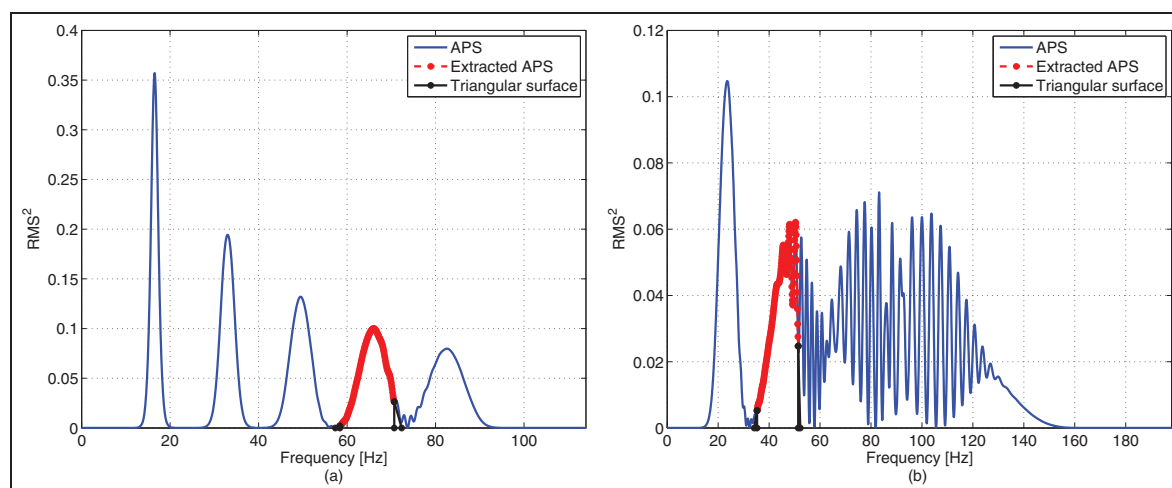 0.4
0.35
0.3
0.25
0.2
0.15
0.1
0.05
0
RMS²
0 20 40 60 80 100
Frequency [Hz]
(a)
APS
Extracted APS
Triangular surface
0.12
0.1
0.08
0.06
0.04
0.02
0
RMS²
0 20 40 60 80 100 120 140 160 180
Frequency [Hz]
(b)
APS
Extracted APS
Triangular surface